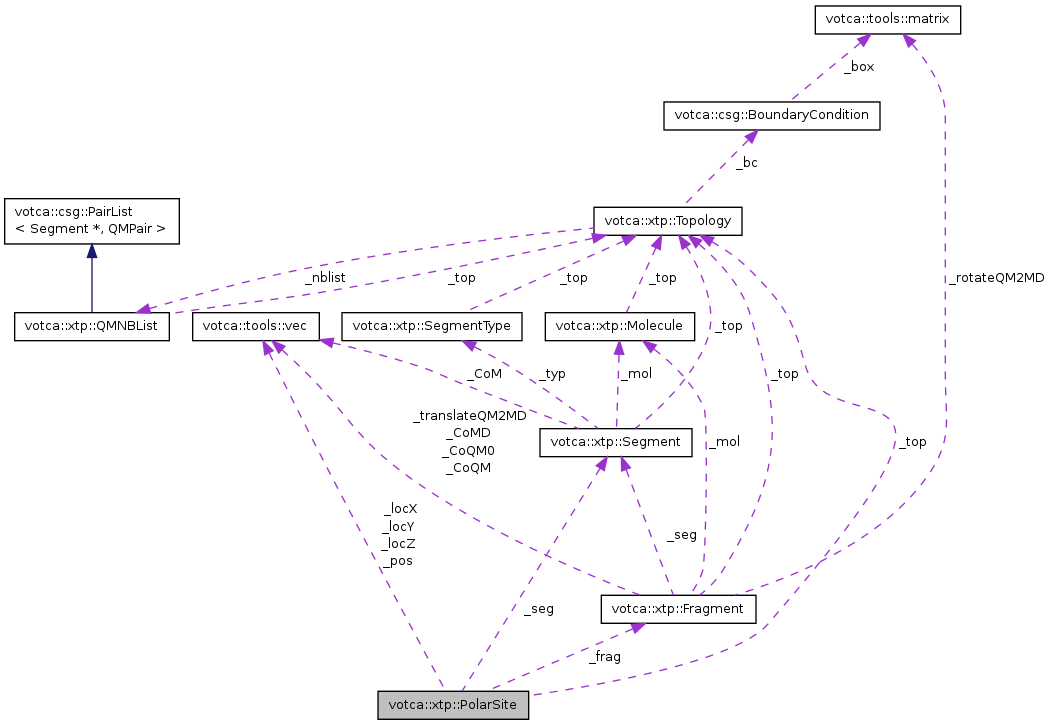 votca::tools::matrix
_box
votca::csg::BoundaryCondition
_bc
votca::csg::PairList
< Segment *, QMPair >
votca::xtp::Topology
_nblist
_top
_top
_top
_rotateQM2MD
votca::xtp::QMNBList
votca::tools::vec
votca::xtp::SegmentType
votca::xtp::Molecule
_top
_CoM
_typ
_mol
_top
_translateQM2MD
_CoMD
_CoQM0
_CoQM
votca::xtp::Segment
_mol
_top
_locX
_locY
_locZ
_pos
_seg
_seg
votca::xtp::Fragment
_frag
votca::xtp::PolarSite